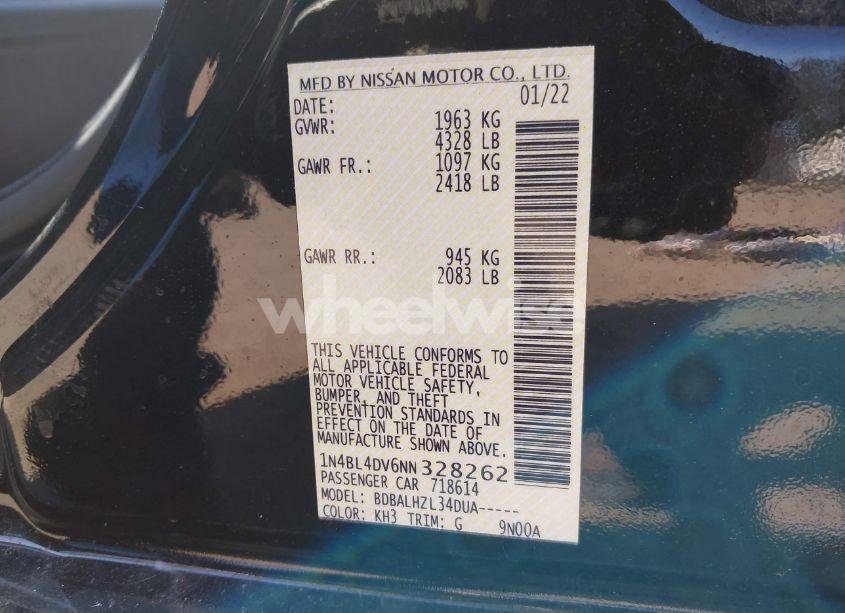 MFD BY NISSAN MOTOR CO., LTD.
DATE: 01/22
GVWR: 1963 KG
4328 LB
GAWR FR.: 1097 KG
2418 LB
GAWR RR.: 945 KG
2083 LB
wheelwise
THIS VEHICLE CONFORMS TO
ALL APPLICABLE FEDERAL
MOTOR VEHICLE SAFETY,
BUMPER, AND THEFT
PREVENTION STANDARDS IN
EFFECT ON THE DATE OF
MANUFACTURE SHOWN ABOVE.
1N4BL4DV6NN328262
PASSENGER CAR 718614
MODEL: BDBALHZL34DUA-----
COLOR: KH3 TRIM: G 9N00A